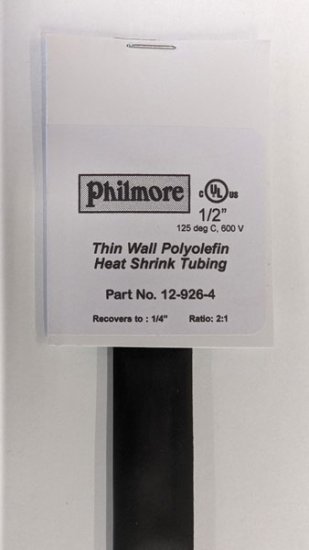 Philmore
c UL us
1/2"
125 deg C, 600 V
Thin Wall Polyolefin
Heat Shrink Tubing
Part No. 12-926-4
Recovers to : 1/4" Ratio: 2:1